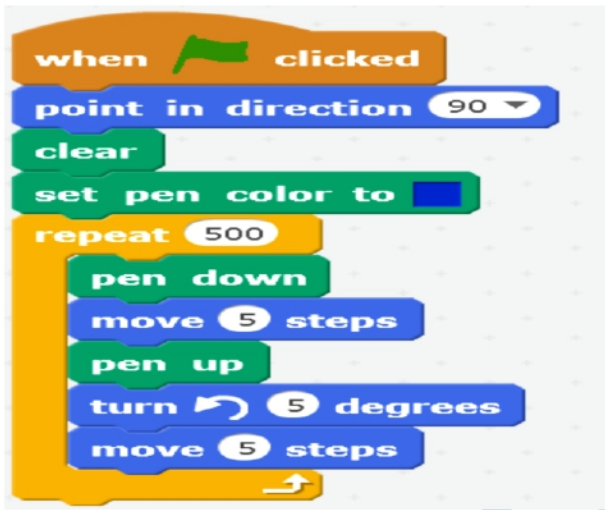 when clicked
point in direction 90
clear
set pen color to
repeat 500
pen down
move 5 steps
pen up
turn 5 degrees
move 5 steps